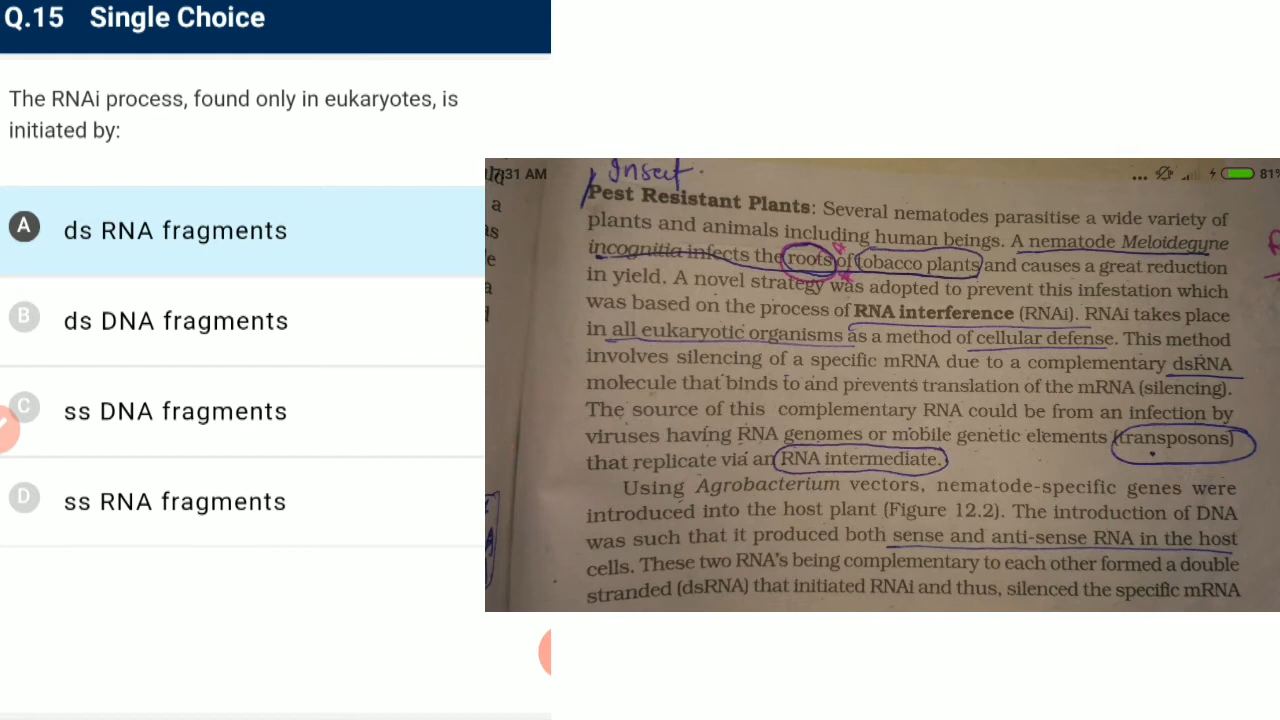 Q.15 Single Choice
The RNAi process, found only in eukaryotes, is
initiated by:
A ds RNA fragments
B ds DNA fragments
C ss DNA fragments
D ss RNA fragments
7:31 AM
81%
Insect.
Pest Resistant Plants: Several nematodes parasitise a wide variety of
plants and animals including human beings. A nematode Meloidegyne
incognitia infects the roots of tobacco plants and causes a great reduction
in yield. A novel strategy was adopted to prevent this infestation which
was based on the process of RNA interference (RNAi). RNAi takes place
in all eukaryotic organisms as a method of cellular defense. This method
involves silencing of a specific mRNA due to a complementary dsRNA
molecule that binds to and prevents translation of the mRNA (silencing).
The source of this complementary RNA could be from an infection by
viruses having RNA genomes or mobile genetic elements (transposons)
that replicate via an RNA intermediate.
Using Agrobacterium vectors, nematode-specific genes were
introduced into the host plant (Figure 12.2). The introduction of DNA
was such that it produced both sense and anti-sense RNA in the host
cells. These two RNA's being complementary to each other formed a double
stranded (dsRNA) that initiated RNAi and thus, silenced the specific mRNA